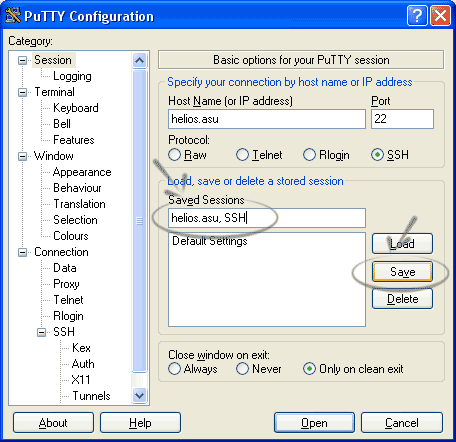 PuTTY Configuration
Category:
Session
Logging
Terminal
Keyboard
Bell
Features
Window
Appearance
Behaviour
Translation
Selection
Colours
Connection
Data
Proxy
Telnet
Rlogin
SSH
Kex
Auth
X11
Tunnels
Basic options for your PuTTY session
Specify your connection by host name or IP address
Host Name (or IP address) Port
helios.asu 22
Protocol:
Raw Telnet Rlogin SSH
Load, save or delete a stored session
Saved Sessions
helios.asu, SSH
Default Settings
Load
Save
Delete
Close window on exit:
Always Never Only on clean exit
About Help Open Cancel